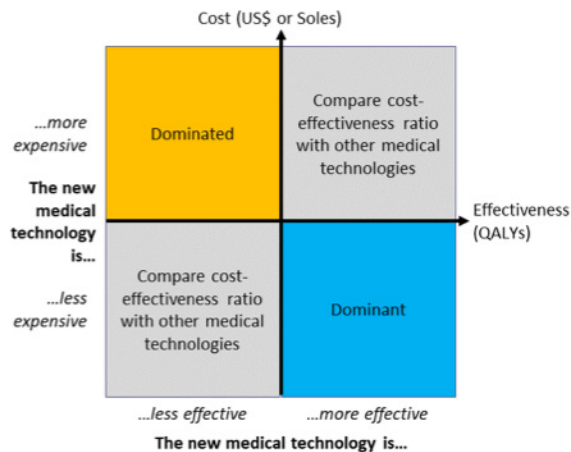 Cost (US$ or Soles)
...more
expensive
Dominated
Compare cost-
effectiveness ratio
with other medical
technologies
The new
medical
technology
is...
Effectiveness
(QALYs)
...less
expensive
Compare cost-
effectiveness ratio
with other medical
technologies
Dominant
...less effective
...more effective
The new medical technology is...